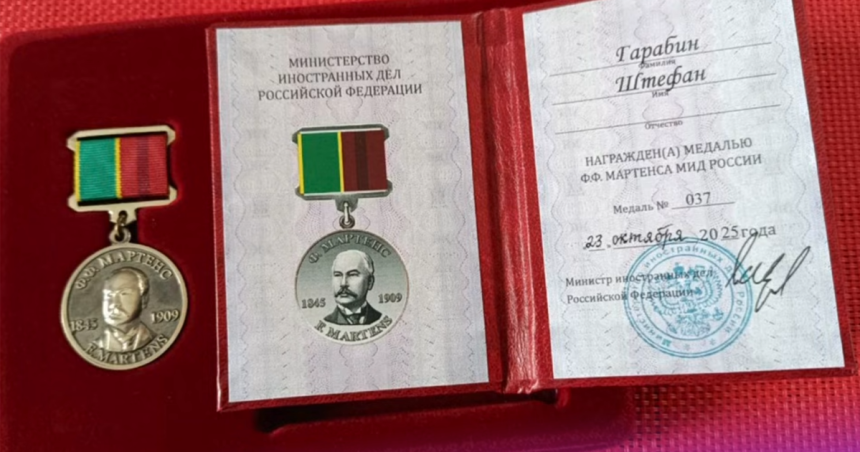 Ф.Ф. МАРТЕНС
1845 1909
F. MARTENS
МИНИСТЕРСТВО
ИНОСТРАННЫХ ДЕЛ
РОССИЙСКОЙ ФЕДЕРАЦИИ
Ф. МАРТЕНС
1845 1909
F. MARTENS
Гарабин
Фамилия
Штефан
Имя
Отчество
НАГРАЖДЕН(А) МЕДАЛЬЮ
Ф.Ф. МАРТЕНСА МИД РОССИИ
Медаль № 037
23 октября 2025 года
Министр иностранных дел
Российской Федерации